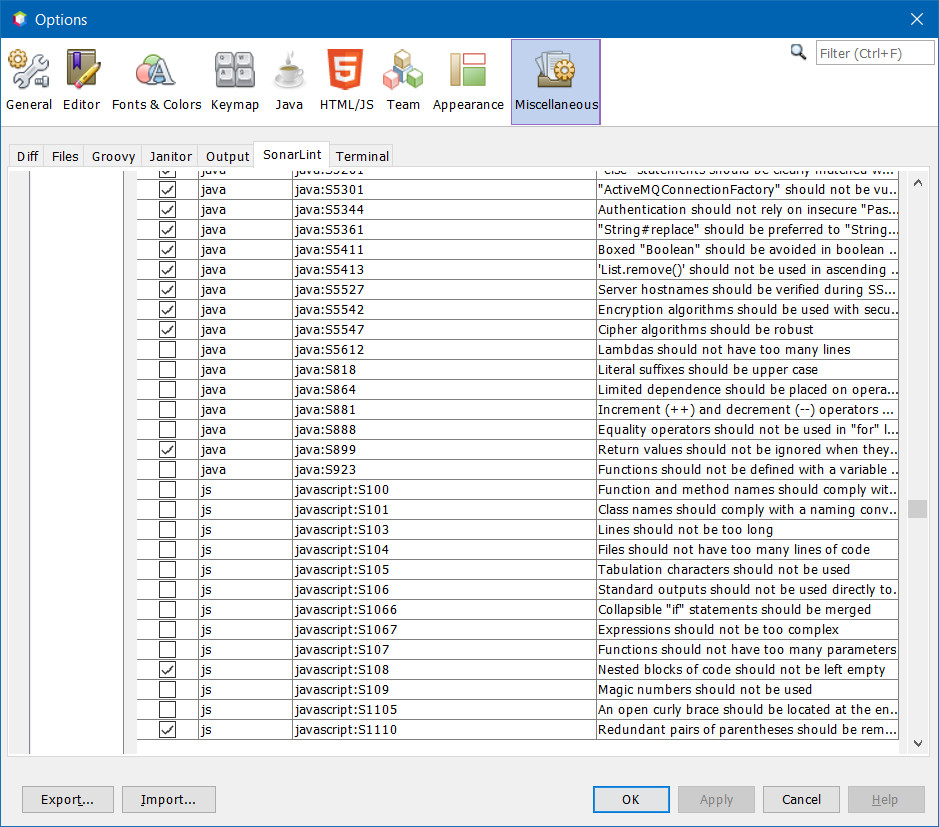 Options
Filter (Ctrl+F)
General Editor Fonts & Colors Keymap Java HTML/JS Team Appearance Miscellaneous
Diff Files Groovy Janitor Output SonarLint Terminal
java java:S5261 "else" statements should be clearly matched w...
java java:S5301 "ActiveMQConnectionFactory" should not be vu...
java java:S5344 Authentication should not rely on insecure "Pas...
java java:S5361 "String#replace" should be preferred to "String...
java java:S5411 Boxed "Boolean" should be avoided in boolean ...
java java:S5413 'List.remove()' should not be used in ascending ...
java java:S5527 Server hostnames should be verified during SS...
java java:S5542 Encryption algorithms should be used with secu...
java java:S5547 Cipher algorithms should be robust
java java:S5612 Lambdas should not have too many lines
java java:S818 Literal suffixes should be upper case
java java:S864 Limited dependence should be placed on opera...
java java:S881 Increment (++) and decrement (--) operators ...
java java:S888 Equality operators should not be used in "for" l...
java java:S899 Return values should not be ignored when they...
java java:S923 Functions should not be defined with a variable ...
js javascript:S100 Function and method names should comply wit...
js javascript:S101 Class names should comply with a naming conv...
js javascript:S103 Lines should not be too long
js javascript:S104 Files should not have too many lines of code
js javascript:S105 Tabulation characters should not be used
js javascript:S106 Standard outputs should not be used directly to...
js javascript:S1066 Collapsible "if" statements should be merged
js javascript:S1067 Expressions should not be too complex
js javascript:S107 Functions should not have too many parameters
js javascript:S108 Nested blocks of code should not be left empty
js javascript:S109 Magic numbers should not be used
js javascript:S1105 An open curly brace should be located at the en...
js javascript:S1110 Redundant pairs of parentheses should be rem...
Export... Import... OK Apply Cancel Help